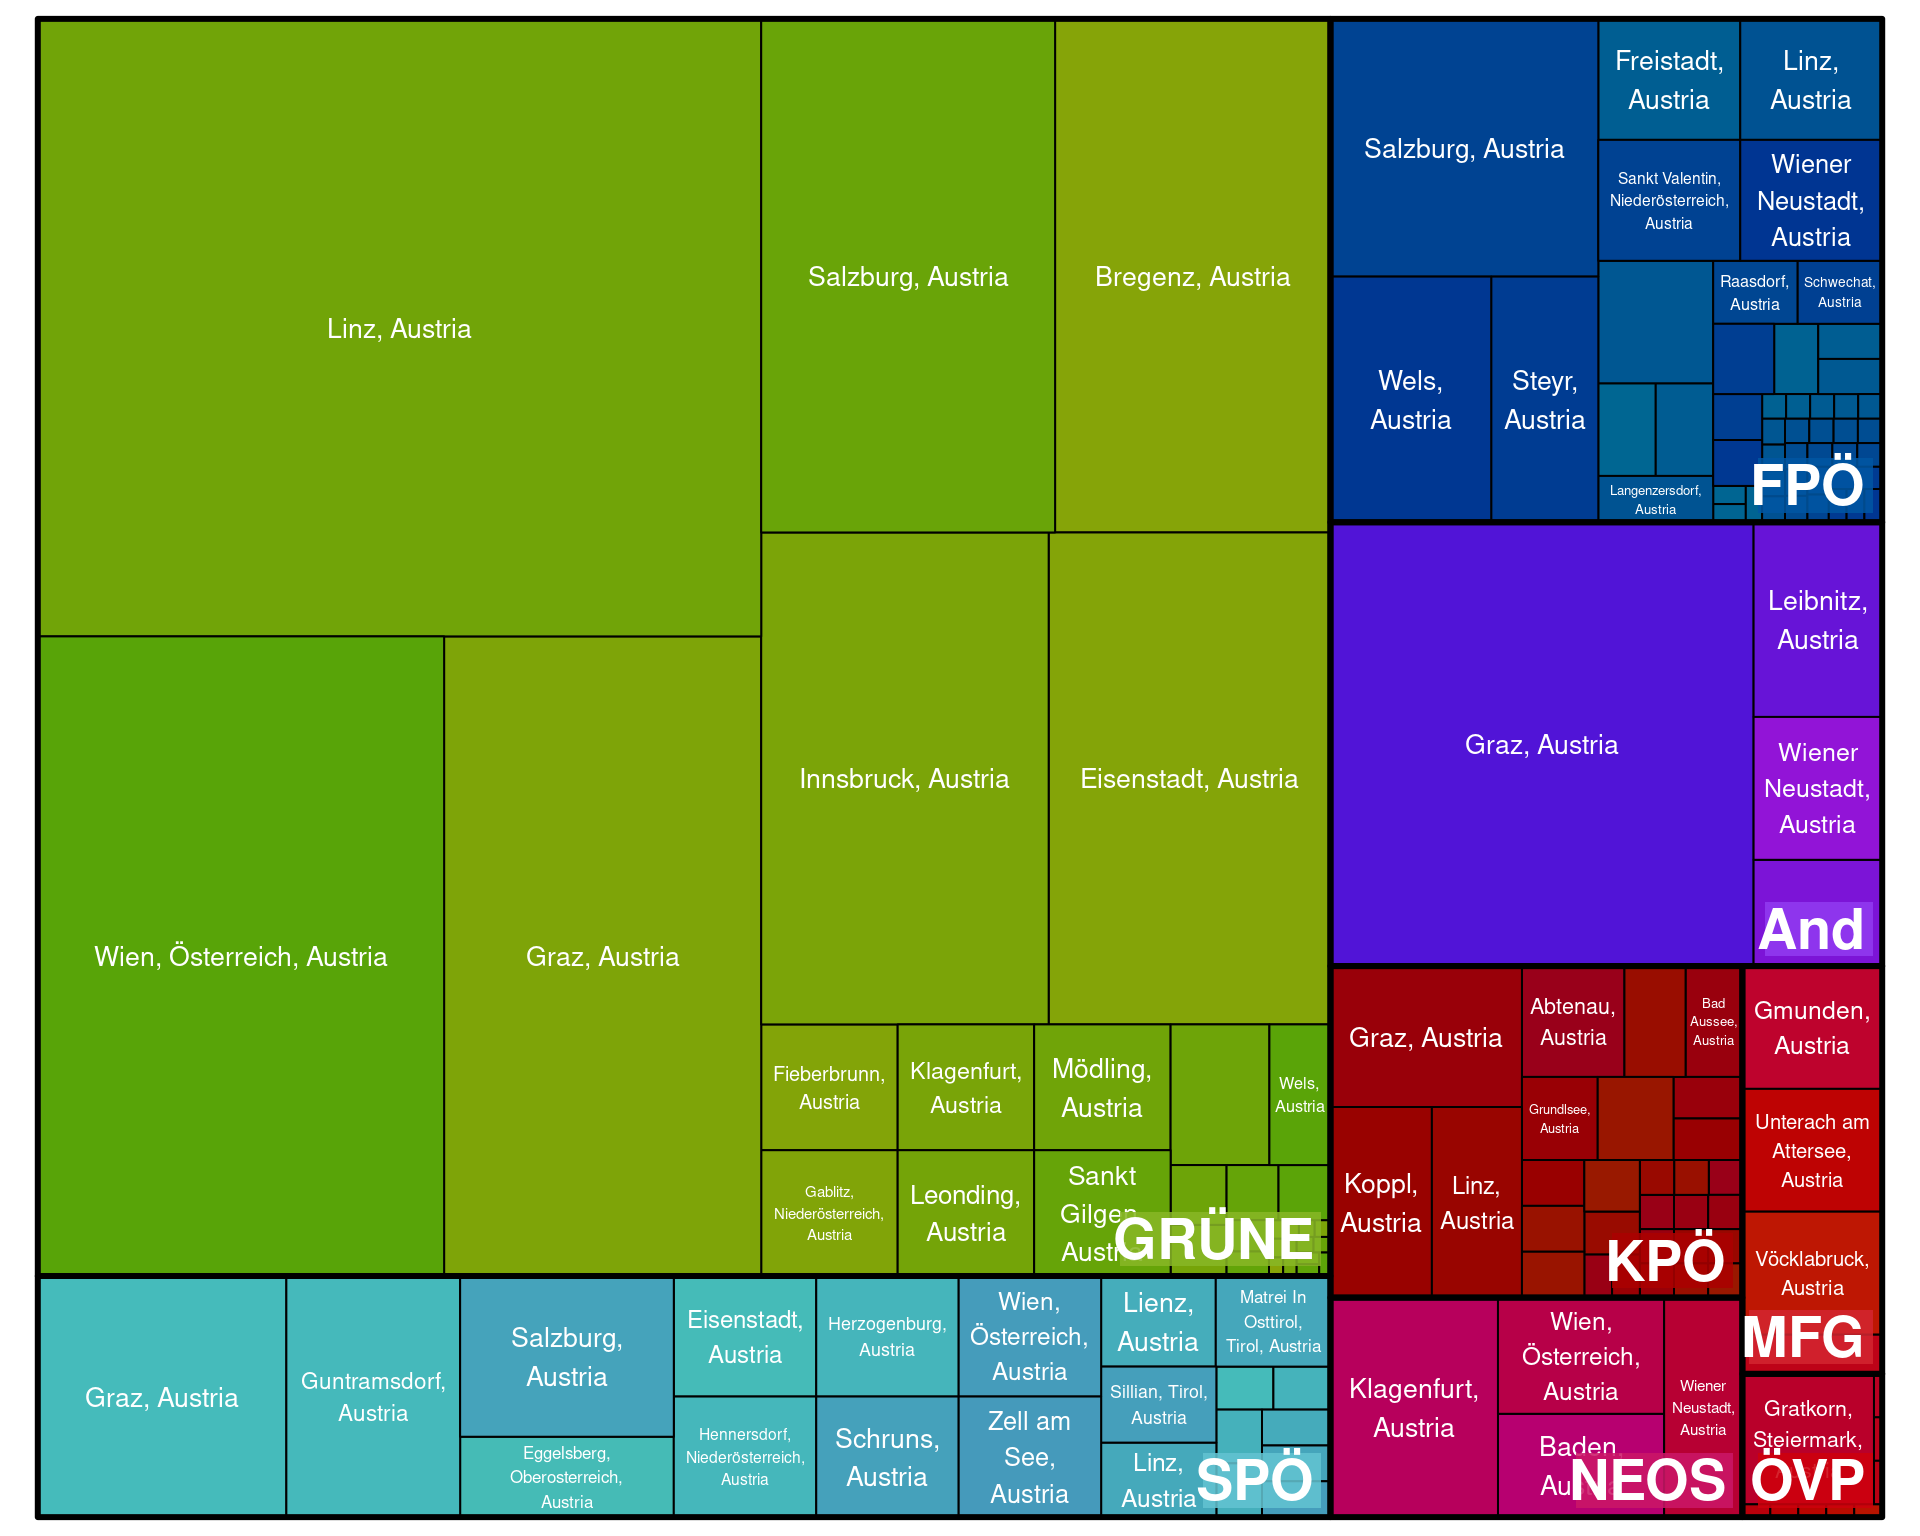 Linz, Austria
Salzburg, Austria
Bregenz, Austria
Wien, Österreich, Austria
Graz, Austria
Innsbruck, Austria
Eisenstadt, Austria
Fieberbrunn,
Austria
Klagenfurt,
Austria
Mödling,
Austria
Wels,
Austria
Gablitz,
Niederösterreich,
Austria
Leonding,
Austria
Sankt
Gilgen,
Austria
GRÜNE
Graz, Austria
Guntramsdorf,
Austria
Salzburg,
Austria
Eggelsberg,
Oberosterreich,
Austria
Eisenstadt,
Austria
Hennersdorf,
Niederösterreich,
Austria
Herzogenburg,
Austria
Schruns,
Austria
Wien,
Österreich,
Austria
Zell am
See,
Austria
Lienz,
Austria
Sillian, Tirol,
Austria
Linz,
Austria
Matrei In
Osttirol,
Tirol, Austria
SPÖ
Salzburg, Austria
Wels,
Austria
Steyr,
Austria
Freistadt,
Austria
Linz,
Austria
Sankt Valentin,
Niederösterreich,
Austria
Wiener
Neustadt,
Austria
Raasdorf,
Austria
Schwechat,
Austria
Langenzersdorf,
Austria
FPÖ
Graz, Austria
Leibnitz,
Austria
Wiener
Neustadt,
Austria
And
Graz, Austria
Koppl,
Austria
Linz,
Austria
Abtenau,
Austria
Bad
Aussee,
Austria
Grundlsee,
Austria
KPÖ
Gmunden,
Austria
Unterach am
Attersee,
Austria
Vöcklabruck,
Austria
MFG
Klagenfurt,
Austria
Wien,
Österreich,
Austria
Baden,
Austria
Wiener
Neustadt,
Austria
NEOS
Gratkorn,
Steiermark,
Austria
ÖVP